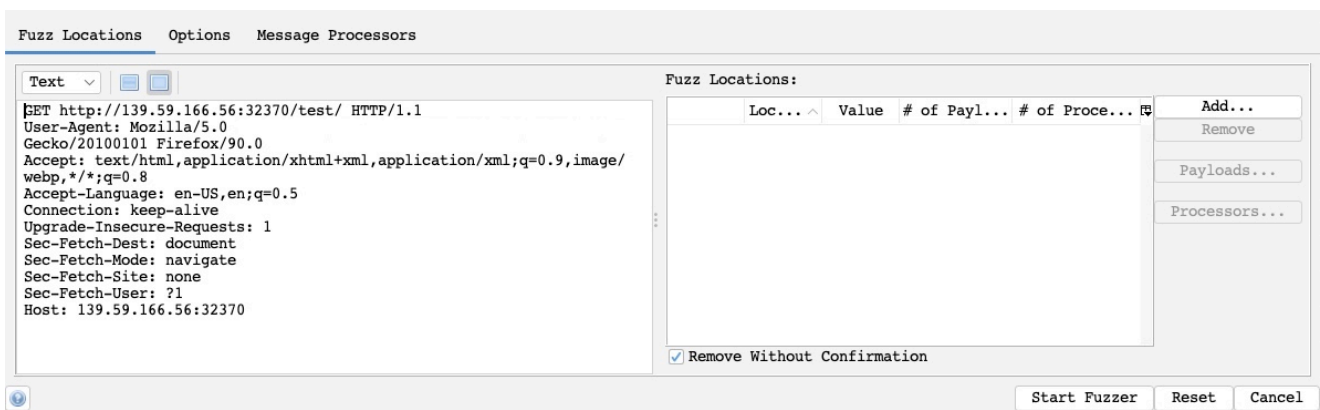 Fuzz Locations Options Message Processors
Text
GET http://139.59.166.56:32370/test/ HTTP/1.1
User-Agent: Mozilla/5.0
Gecko/20100101 Firefox/90.0
Accept: text/html,application/xhtml+xml,application/xml;q=0.9,image/
webp,*/*;q=0.8
Accept-Language: en-US,en;q=0.5
Connection: keep-alive
Upgrade-Insecure-Requests: 1
Sec-Fetch-Dest: document
Sec-Fetch-Mode: navigate
Sec-Fetch-Site: none
Sec-Fetch-User: ?1
Host: 139.59.166.56:32370
Fuzz Locations:
Loc... Value # of Payl... # of Proce...
Remove Without Confirmation
Add...
Remove
Payloads...
Processors...
Start Fuzzer Reset Cancel